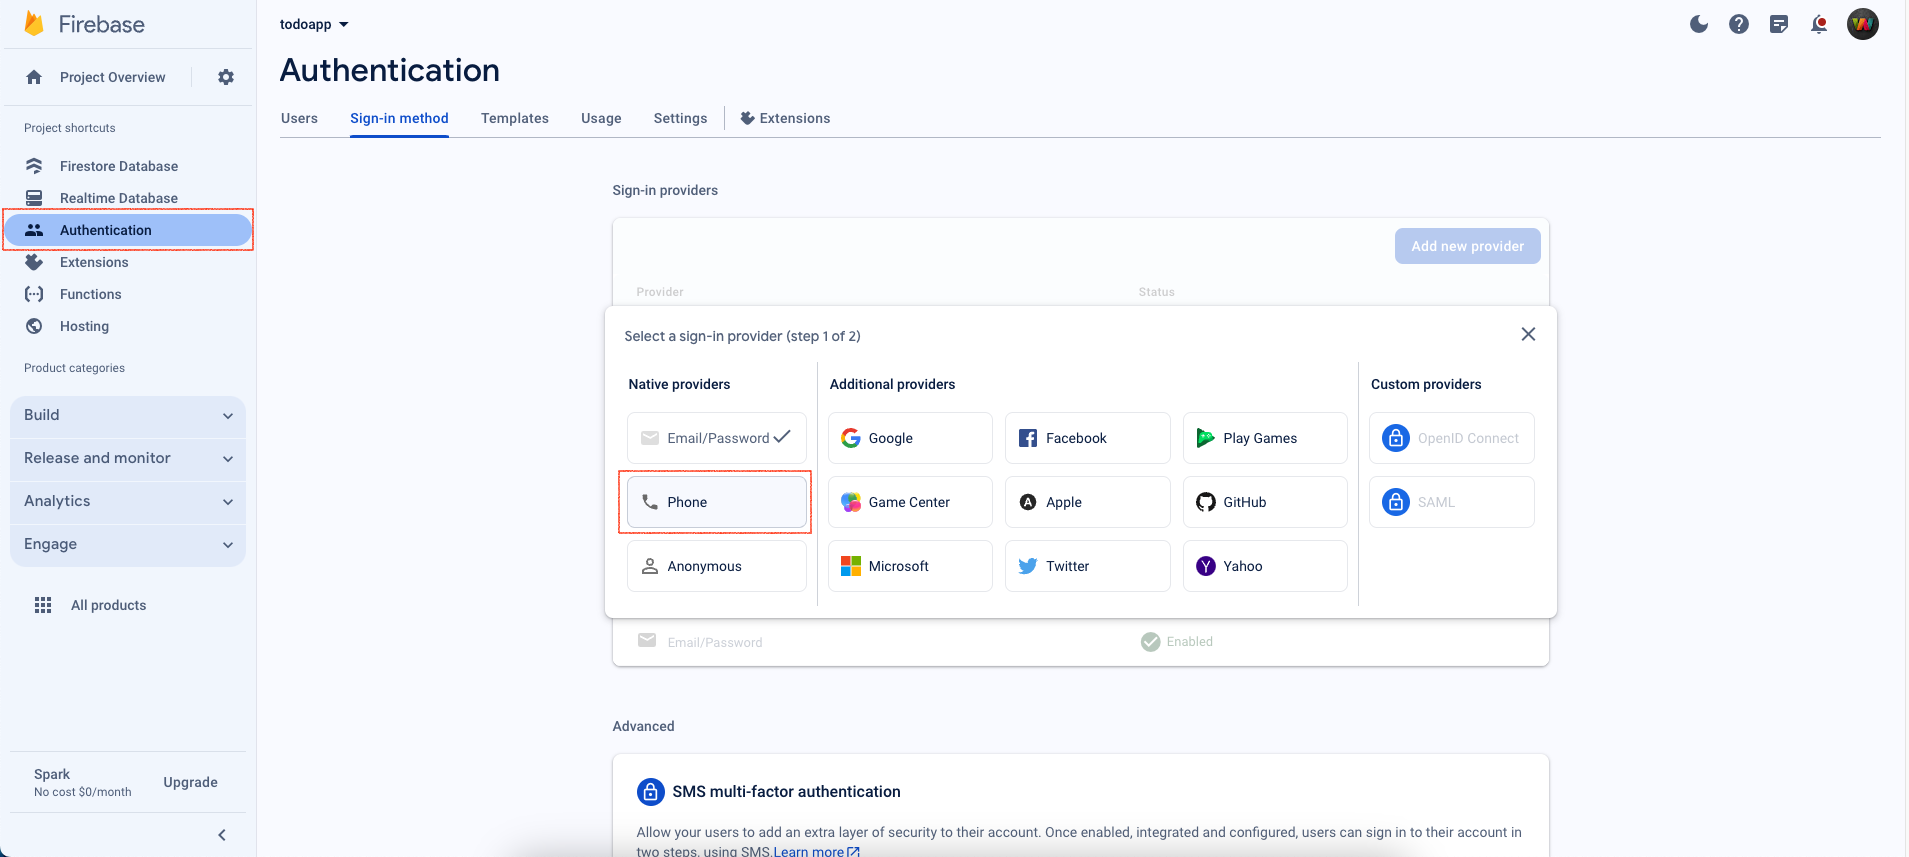 Firebase
Project Overview
Project shortcuts
Firestore Database
Realtime Database
Authentication
Extensions
Functions
Hosting
Product categories
Build
Release and monitor
Analytics
Engage
All products
Spark
No cost $0/month
Upgrade
todoapp
Authentication
Users
Sign-in method
Templates
Usage
Settings
Extensions
Sign-in providers
Add new provider
Provider
Status
Select a sign-in provider (step 1 of 2)
Native providers
Additional providers
Custom providers
Email/Password
Google
Facebook
Play Games
OpenID Connect
Phone
Game Center
Apple
GitHub
SAML
Anonymous
Microsoft
Twitter
Yahoo
Email/Password
Enabled
Advanced
SMS multi-factor authentication
Allow your users to add an extra layer of security to their account. Once enabled, integrated and configured, users can sign in to their account in
two steps, using SMS.Learn more